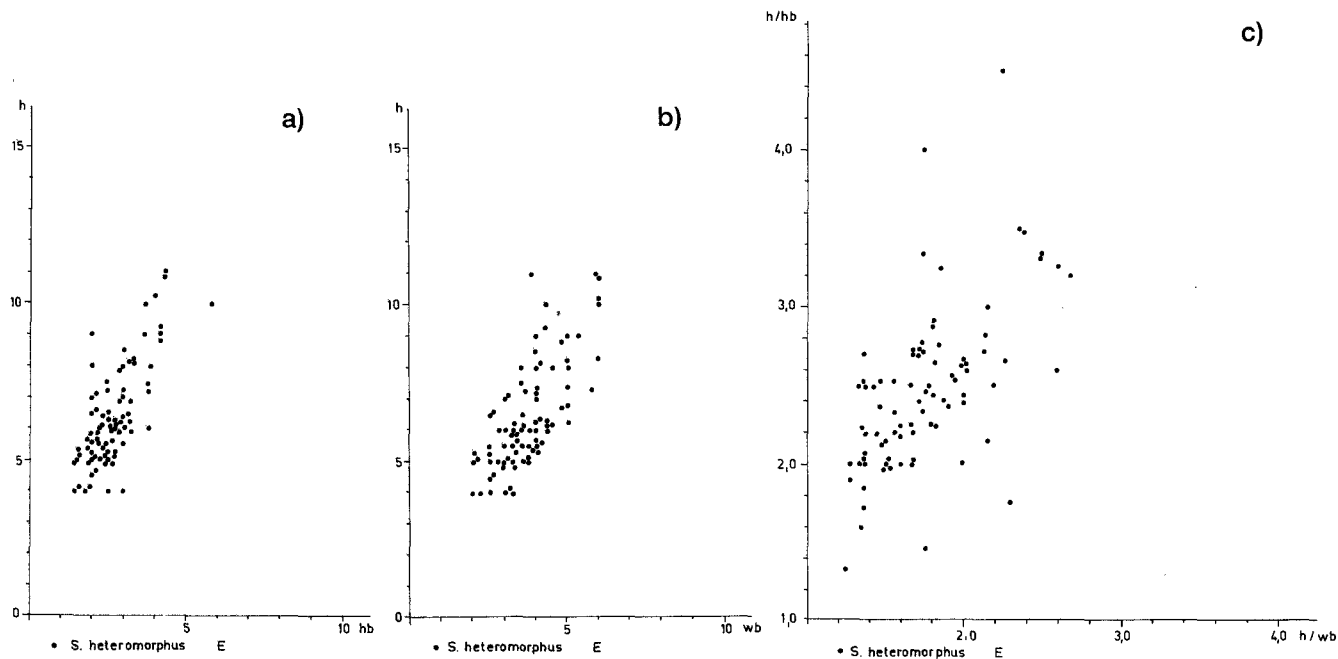 a)
h
15
10
5
0
5
10 hb
• S. heteromorphus E
b)
h
15
10
5
0
5
10
wb
• S. heteromorphus E
c)
h/hb
4,0
3,0
2,0
1,0
2,0
3,0
4,0
h/wb
• S. heteromorphus E